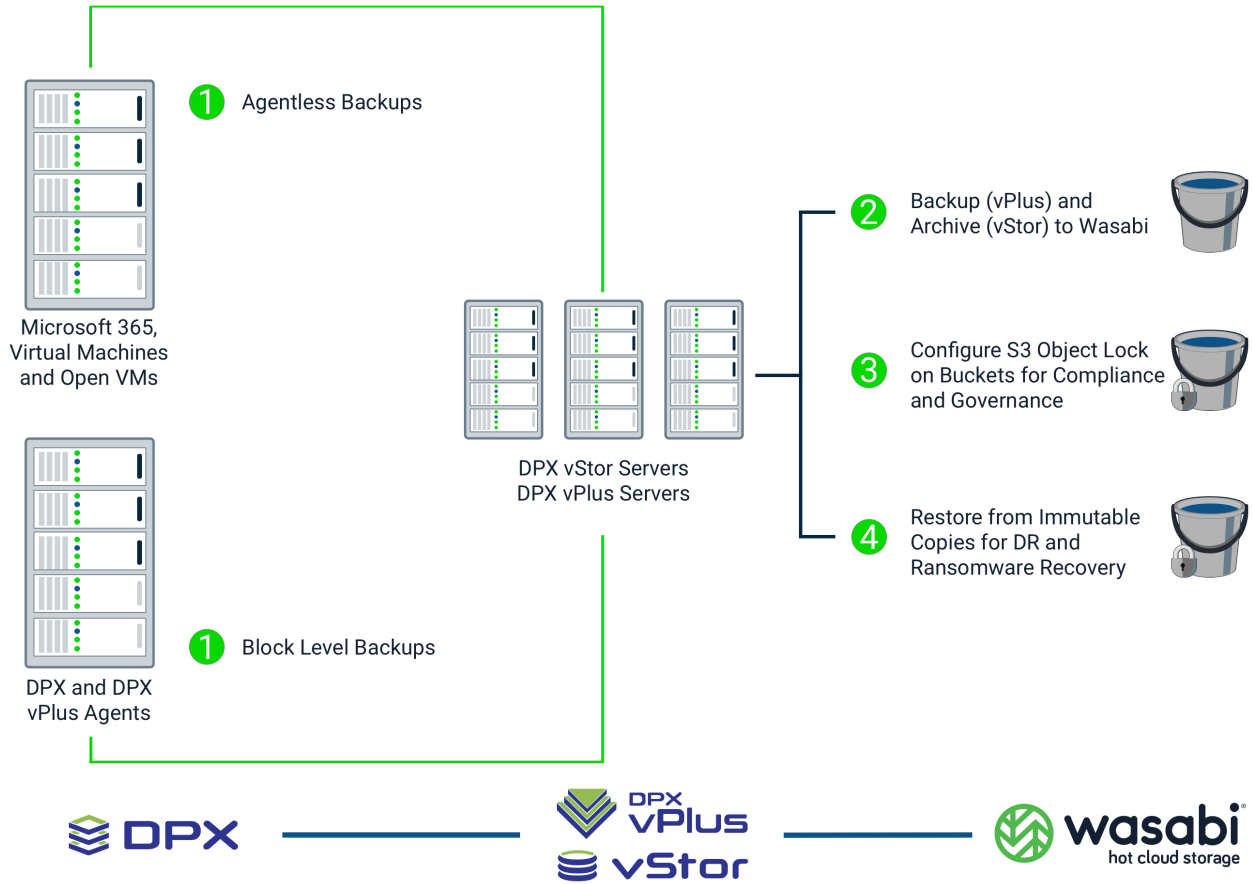 1 Agentless Backups
Microsoft 365,
Virtual Machines
and Open VMs
DPX and DPX
vPlus Agents
1 Block Level Backups
DPX vStor Servers
DPX vPlus Servers
2 Backup (vPlus) and
Archive (vStor) to Wasabi
3 Configure S3 Object Lock
on Buckets for Compliance
and Governance
4 Restore from Immutable
Copies for DR and
Ransomware Recovery
DPX
DPX
vPlus
vStor
wasabi®
hot cloud storage